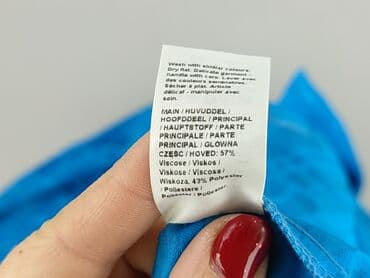 Wash with similar colours.
Dry flat. Delicate garment -
handle with care. Laver avec
des couleurs semblables.
Sécher à plat. Article
délicat - manipuler avec
soin.
MAIN / HUVUDDEL /
HOOFDDEEL / PRINCIPAL
/ HAUPTSTOFF / PARTE
PRINCIPALE / PARTE
PRINCIPAL / GŁÓWNA
CZĘŚĆ / HOVED: 57%
Viscose / Viskos /
Viskose / Viscosa /
Wiskoza, 43% Polyester
/ Poliestere /